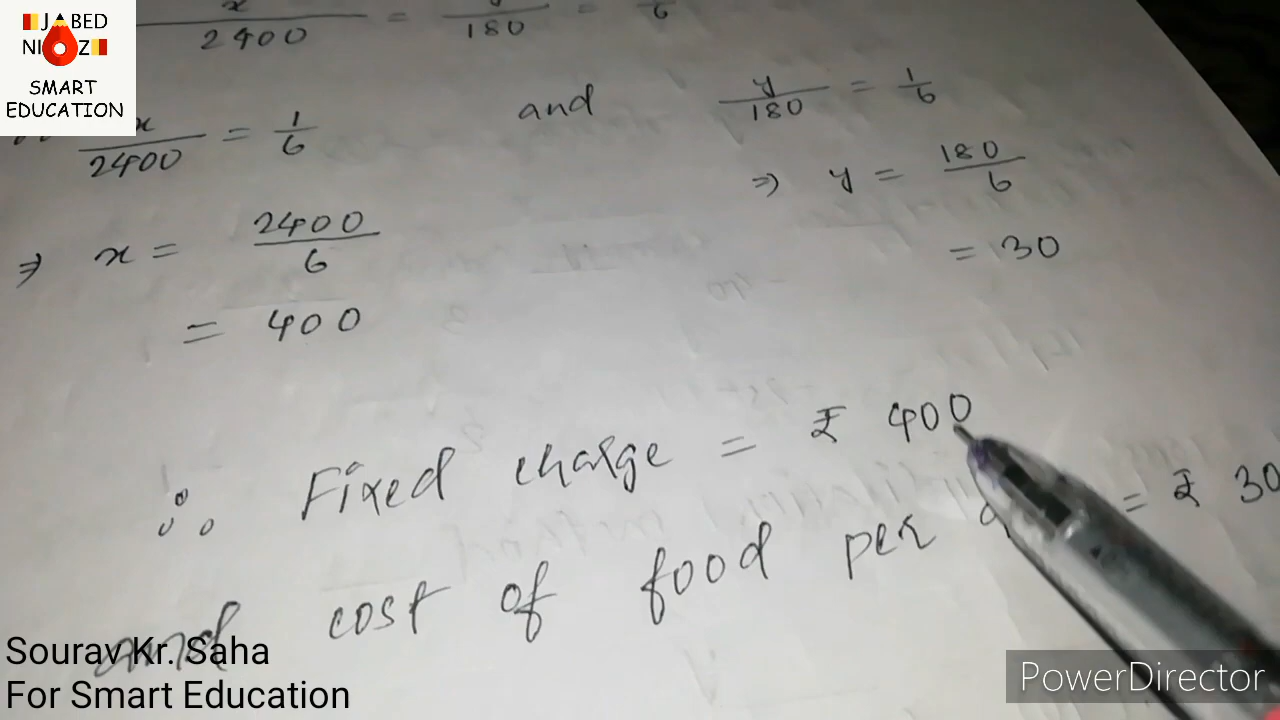 JABED
NIOZ
SMART
EDUCATION
x/2400 = y/180 = 1/6
∴ x/2400 = 1/6 and y/180 = 1/6
⇒ x = 2400/6 ⇒ y = 180/6
= 400 = 30
∴ Fixed charge = ₹ 400
and cost of food per = ₹ 30
Sourav Kr. Saha
For Smart Education
PowerDirector